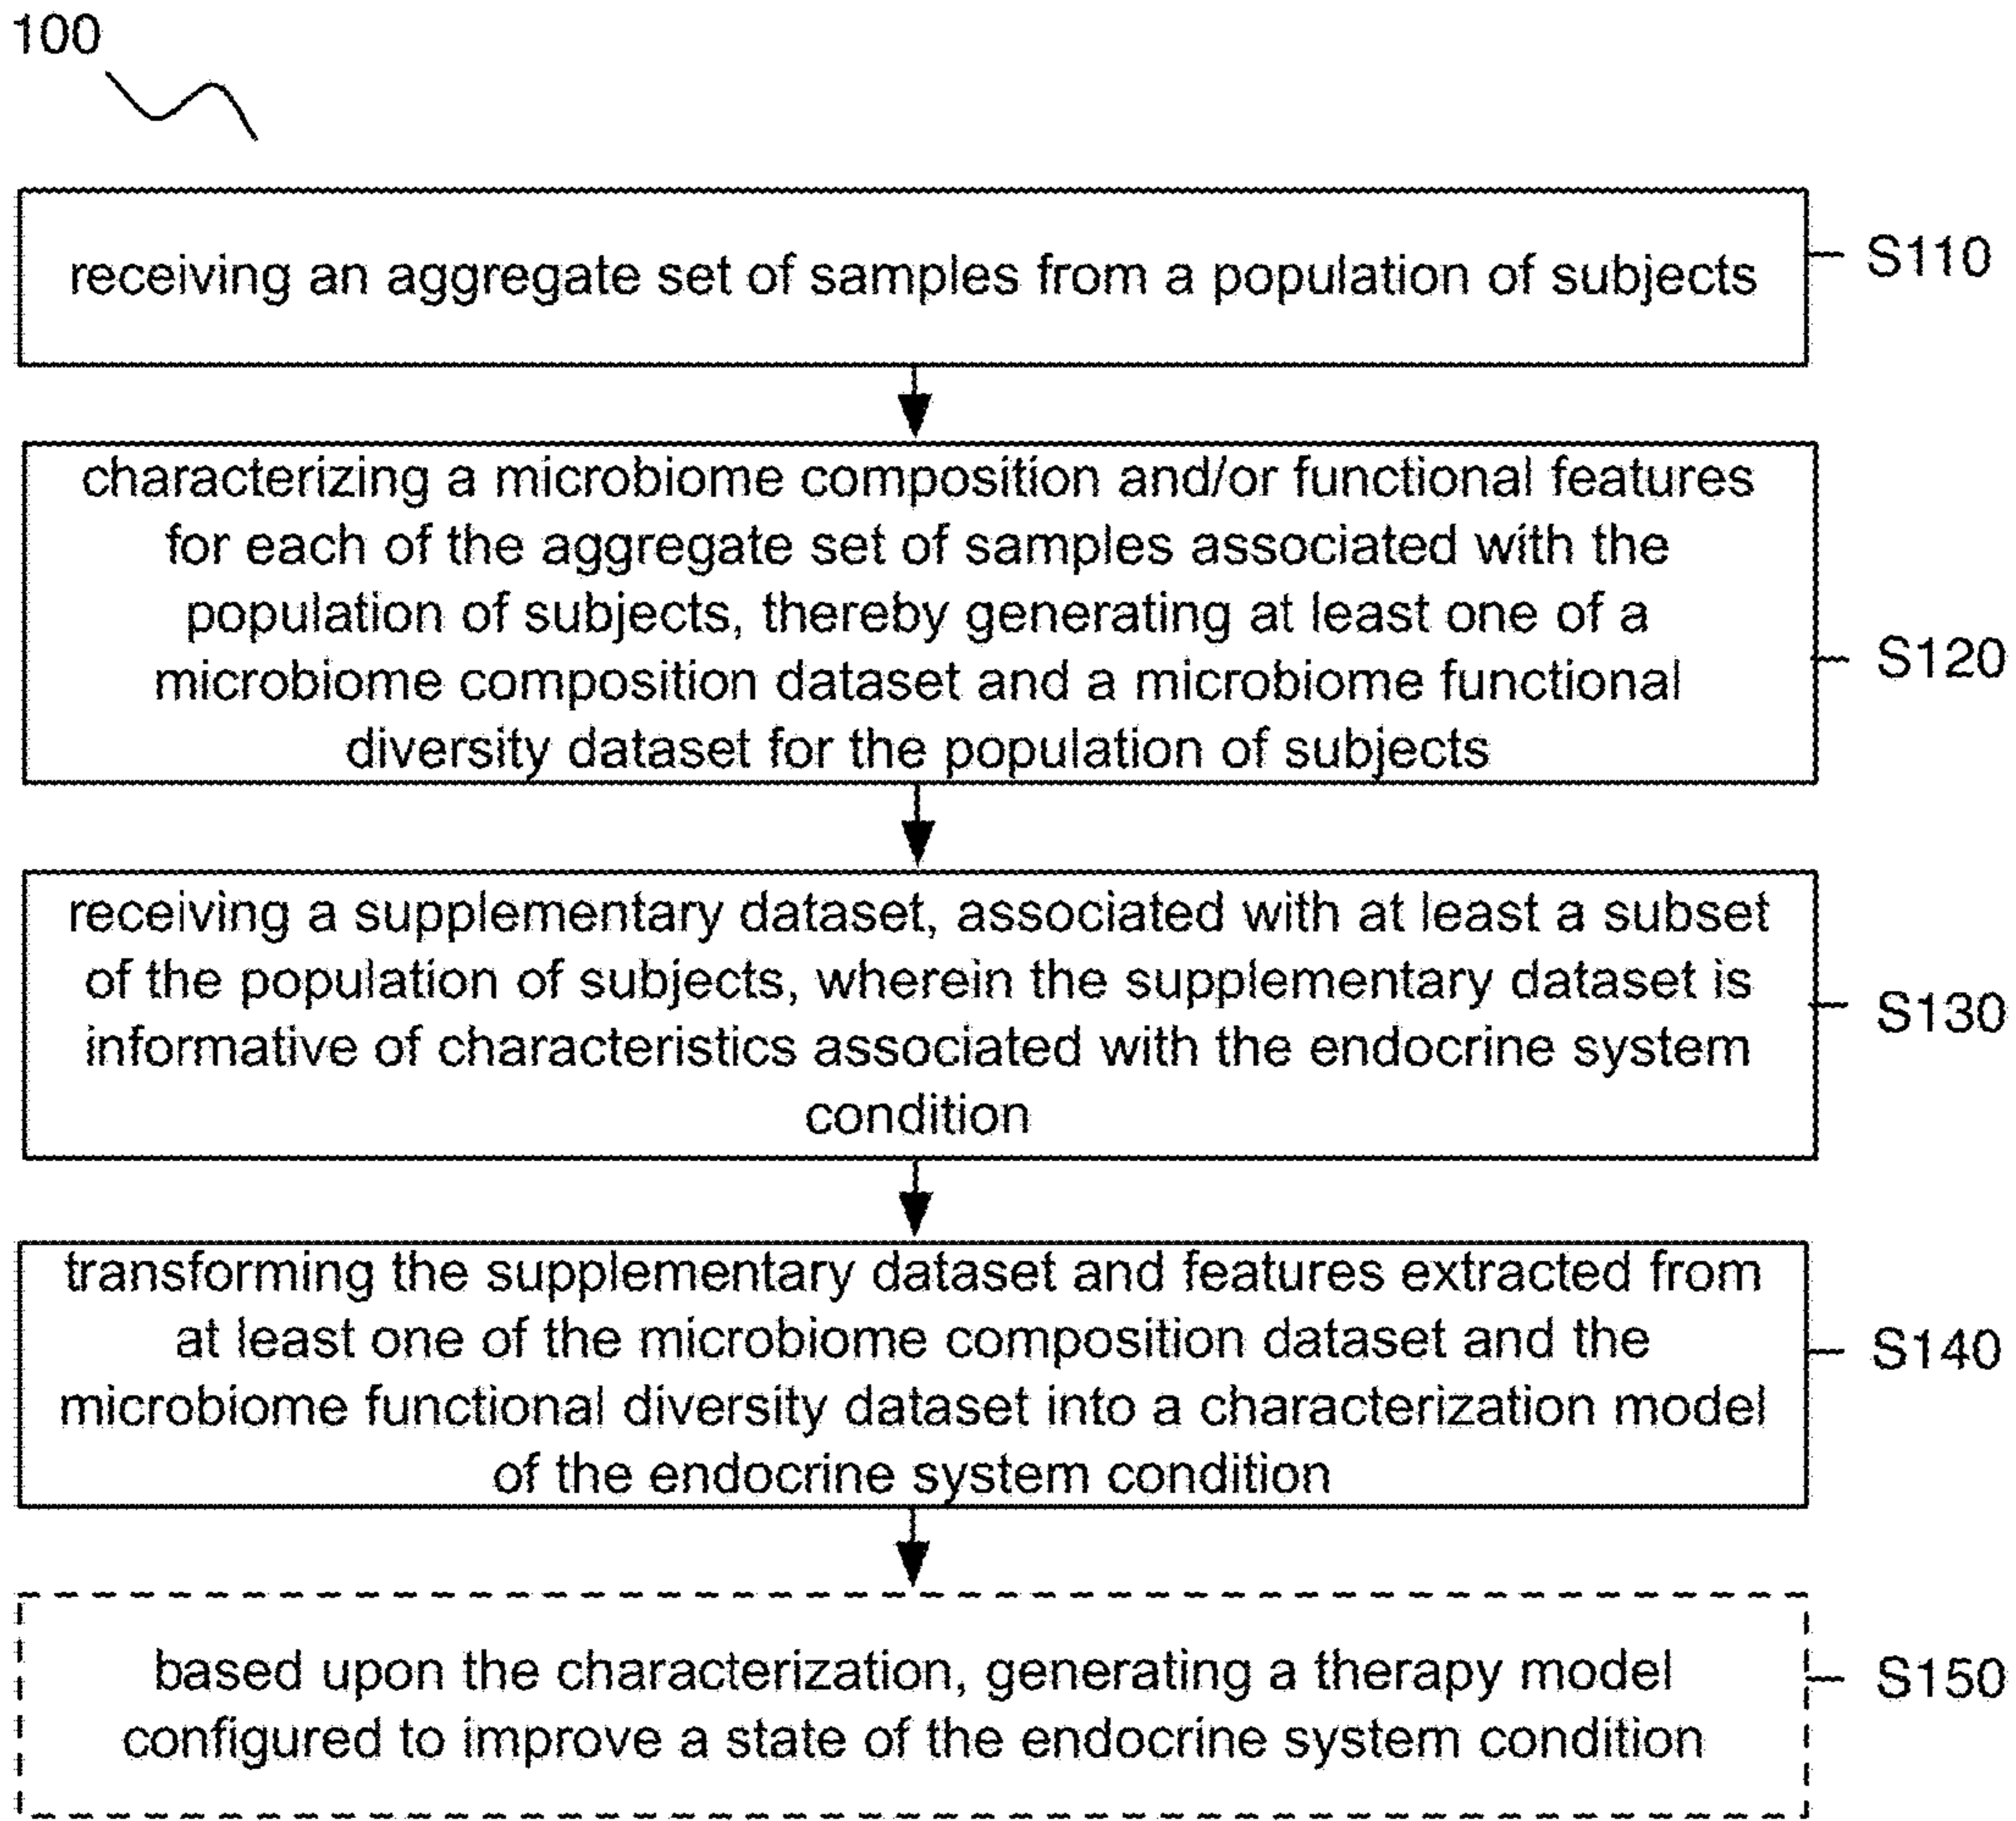 100
receiving an aggregate set of samples from a population of subjects
S110
characterizing a microbiome composition and/or functional features
for each of the aggregate set of samples associated with the
population of subjects, thereby generating at least one of a
microbiome composition dataset and a microbiome functional
diversity dataset for the population of subjects
S120
receiving a supplementary dataset, associated with at least a subset
of the population of subjects, wherein the supplementary dataset is
informative of characteristics associated with the endocrine system
condition
S130
transforming the supplementary dataset and features extracted from
at least one of the microbiome composition dataset and the
microbiome functional diversity dataset into a characterization model
of the endocrine system condition
S140
based upon the characterization, generating a therapy model
configured to improve a state of the endocrine system condition
S150